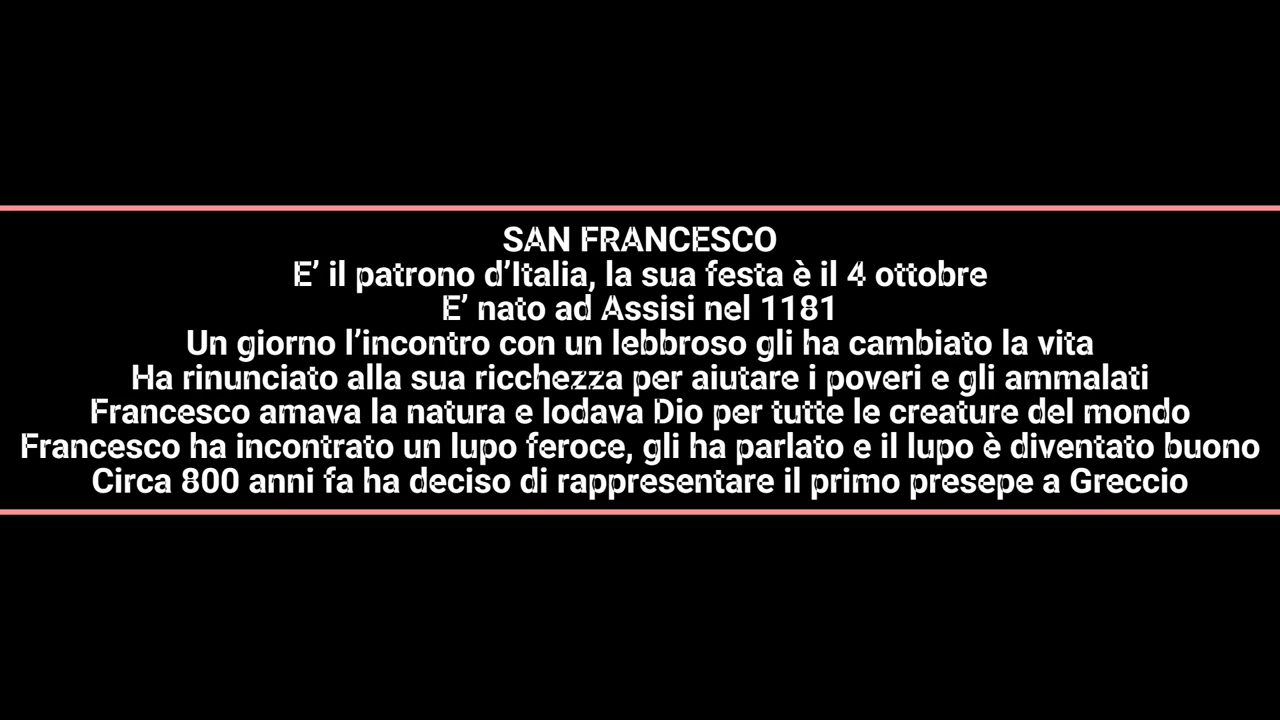 SAN FRANCESCO
E’ il patrono d’Italia, la sua festa è il 4 ottobre
E’ nato ad Assisi nel 1181
Un giorno l’incontro con un lebbroso gli ha cambiato la vita
Ha rinunciato alla sua ricchezza per aiutare i poveri e gli ammalati
Francesco amava la natura e lodava Dio per tutte le creature del mondo
Francesco ha incontrato un lupo feroce, gli ha parlato e il lupo è diventato buono
Circa 800 anni fa ha deciso di rappresentare il primo presepe a Greccio